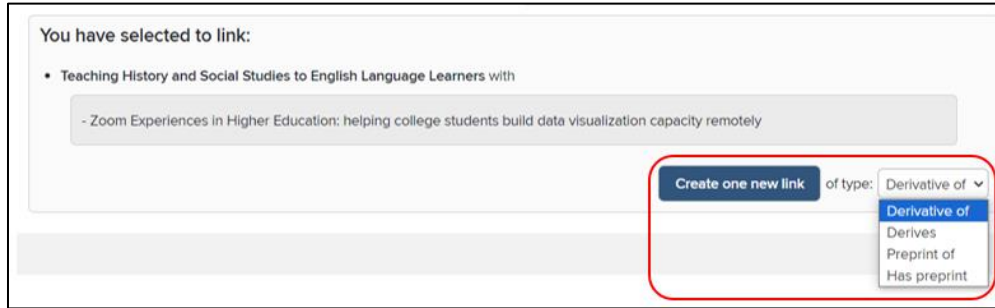 You have selected to link:
• Teaching History and Social Studies to English Language Learners with
- Zoom Experiences in Higher Education: helping college students build data visualization capacity remotely
Create one new link of type: Derivative of
Derivative of
Derives
Preprint of
Has preprint